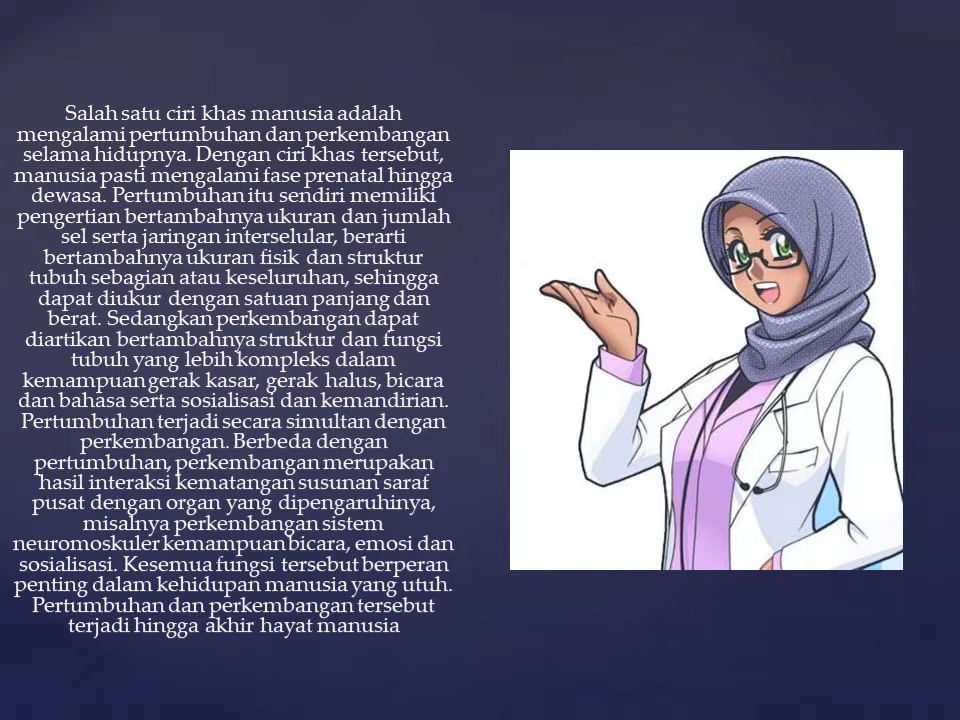 Salah satu ciri khas manusia adalah
mengalami pertumbuhan dan perkembangan
selama hidupnya. Dengan ciri khas tersebut,
manusia pasti mengalami fase prenatal hingga
dewasa. Pertumbuhan itu sendiri memiliki
pengertian bertambahnya ukuran dan jumlah
sel serta jaringan interselular, berarti
bertambahnya ukuran fisik dan struktur
tubuh sebagian atau keseluruhan, sehingga
dapat diukur dengan satuan panjang dan
berat. Sedangkan perkembangan dapat
diartikan bertambahnya struktur dan fungsi
tubuh yang lebih kompleks dalam
kemampuan gerak kasar, gerak halus, bicara
dan bahasa serta sosialisasi dan kemandirian.
Pertumbuhan terjadi secara simultan dengan
perkembangan. Berbeda dengan
pertumbuhan, perkembangan merupakan
hasil interaksi kematangan susunan saraf
pusat dengan organ yang dipengaruhinya,
misalnya perkembangan sistem
neuromoskuler kemampuan bicara, emosi dan
sosialisasi. Kesemua fungsi tersebut berperan
penting dalam kehidupan manusia yang utuh.
Pertumbuhan dan perkembangan tersebut
terjadi hingga akhir hayat manusia